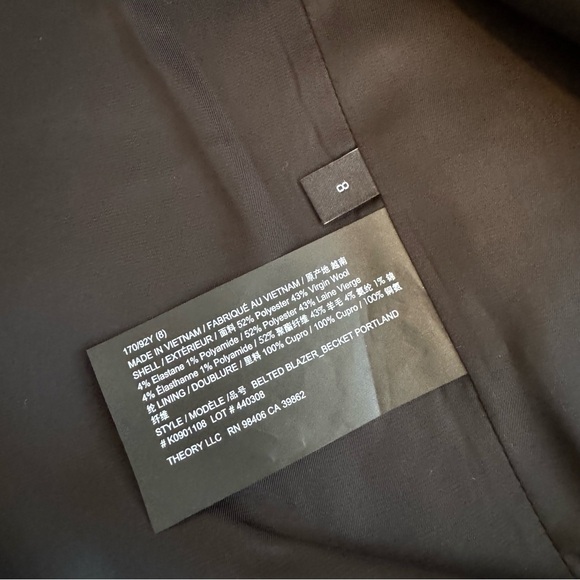 8
170/92Y (8)
MADE IN VIETNAM / FABRIQUÉ AU VIETNAM / 原产地 越南
SHELL / EXTÉRIEUR / 面料 52% Polyester 43% Virgin Wool
4% Elastane 1% Polyamide / 52% Polyester 43% Laine Vierge
4% Élasthanne 1% Polyamide / 52% 聚酯纤维 43% 羊毛 4% 氨纶 1% 锦
纶 LINING / DOUBLURE / 里料 100% Cupro / 100% Cupro / 100% 铜氨
纤维
STYLE / MODÈLE / 品号 BELTED BLAZER_BECKET PORTLAND
# K0901108 LOT # 440308
THEORY LLC RN 98406 CA 39862